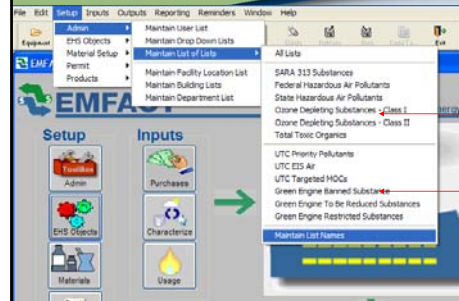 File Edit Setup Inputs Outputs Reporting Reminders Window Help
Equipment
Exit
Admin
EHS Objects
Material Setup
Permit
Products
Maintain User List
Maintain Drop Down Lists
Maintain List of Lists
Maintain Facility Location List
Maintain Building Lists
Maintain Department List
All Lists
SARA 313 Substances
Federal Hazardous Air Pollutants
State Hazardous Air Pollutants
Ozone Depleting Substances - Class I
Ozone Depleting Substances - Class II
Total Toxic Organics
UTC Priority Pollutants
UTC EIS Air
UTC Targeted MOCs
Green Engine Banned Substance
Green Engine To Be Reduced Substances
Green Engine Restricted Substances
Maintain List Names
EMFACT
Setup
Inputs
ToolBox
Admin
Purchases
EHS Objects
Characterize
Materials
Usage